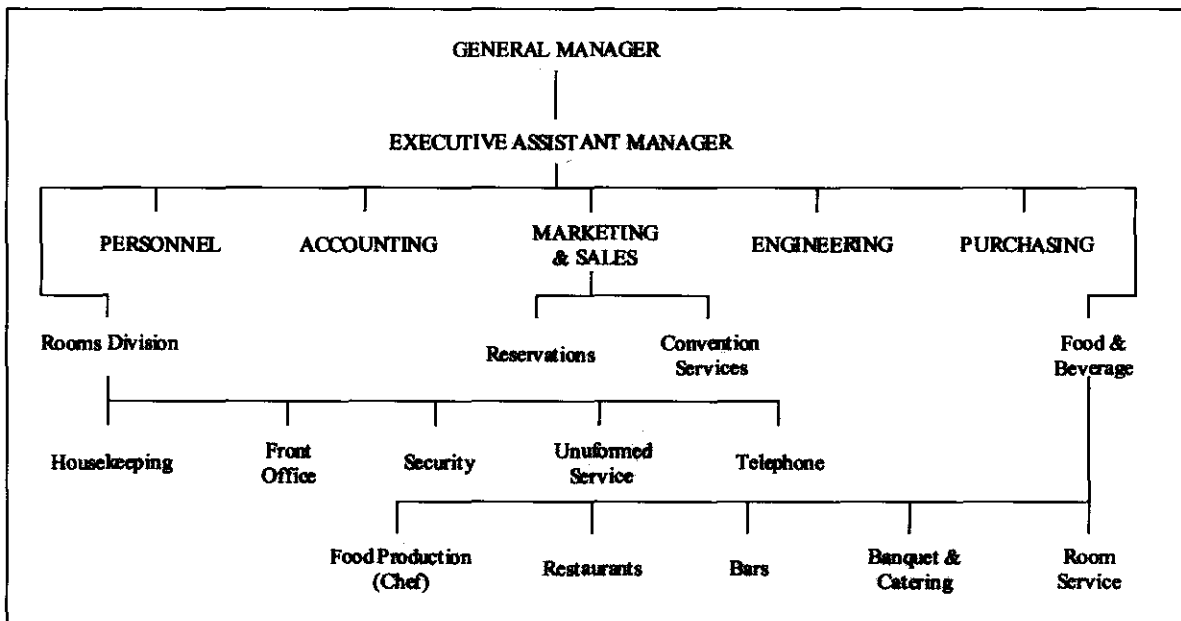 GENERAL MANAGER
EXECUTIVE ASSISTANT MANAGER
PERSONNEL
ACCOUNTING
MARKETING
& SALES
ENGINEERING
PURCHASING
Rooms Division
Reservations
Convention
Services
Food &
Beverage
Housekeeping
Front
Office
Security
Unuformed
Service
Telephone
Food Production
(Chef)
Restaurants
Bars
Banquet &
Catering
Room
Service